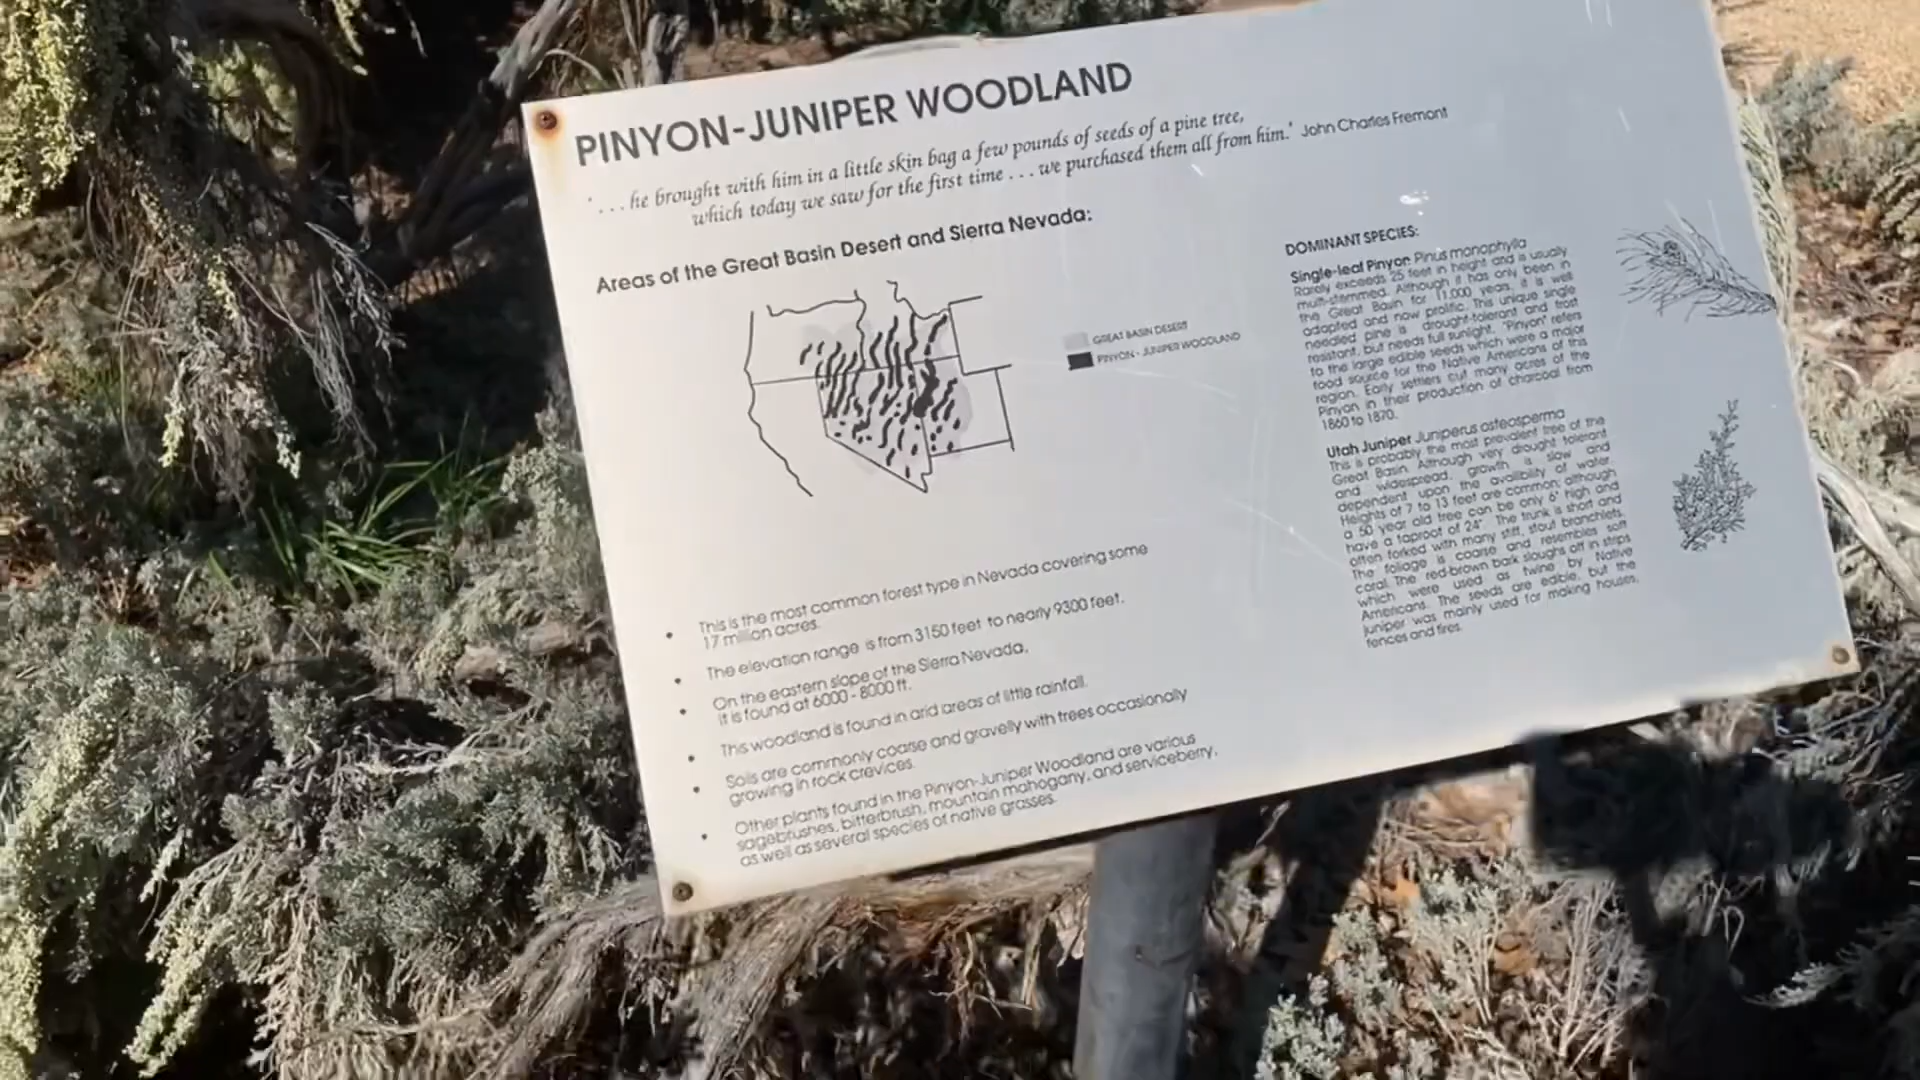 PINYON-JUNIPER WOODLAND
' . . . he brought with him in a little skin bag a few pounds of seeds of a pine tree,
which today we saw for the first time . . . we purchased them all from him.' John Charles Fremont
Areas of the Great Basin Desert and Sierra Nevada:
GREAT BASIN DESERT
PINYON - JUNIPER WOODLAND
• This is the most common forest type in Nevada covering some
17 million acres.
• The elevation range is from 3150 feet to nearly 9300 feet.
• On the eastern slope of the Sierra Nevada,
it is found at 6000 - 8000 ft.
• This woodland is found in arid areas of little rainfall.
• Soils are commonly coarse and gravelly with trees occasionally
growing in rock crevices.
• Other plants found in the Pinyon-Juniper Woodland are various
sagebrushes, bitterbrush, mountain mahogany, and serviceberry,
as well as several species of native grasses.
DOMINANT SPECIES:
Single-leaf Pinyon Pinus monophylla
Rarely exceeds 25 feet in height and is usually
multi-stemmed. Although it has only been in
the Great Basin for 11,000 years, it is well
adapted and now prolific. This unique single
needled pine is drought-tolerant and frost
resistant, but needs full sunlight. "Pinyon" refers
to the large edible seeds which were a major
food source for the Native Americans of this
region. Early settlers cut many acres of the
Pinyon in their production of charcoal from
1860 to 1870.
Utah Juniper Juniperus osteosperma
This is probably the most prevalent tree of the
Great Basin. Although very drought tolerant
and widespread, growth is slow and
dependent upon the availibility of water.
Heights of 7 to 13 feet are common; although
a 50 year old tree can be only 6' high and
have a taproot of 24". The trunk is short and
often forked with many stiff, stout branchlets.
The foliage is coarse and resembles soft
coral. The red-brown bark sloughs off in strips
which were used as twine by Native
Americans. The seeds are edible, but the
juniper was mainly used for making houses,
fences and fires.